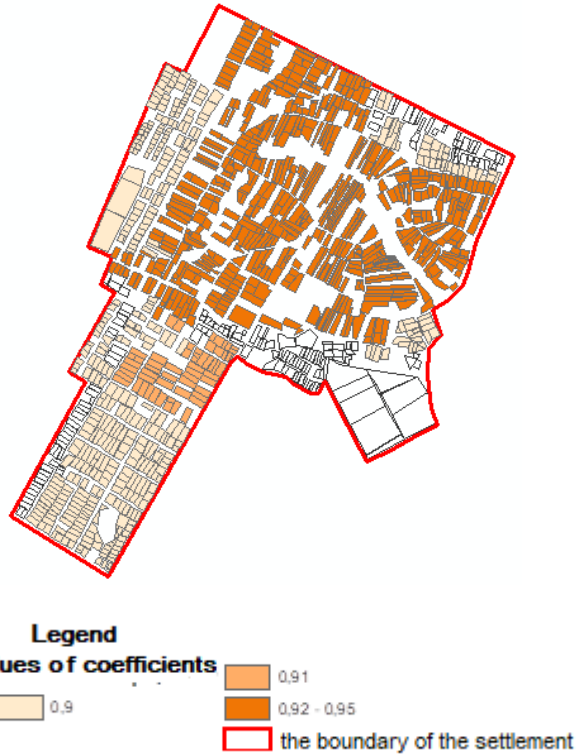 Legend
ues of coefficients
0,9
0,91
0,92 - 0,95
the boundary of the settlement